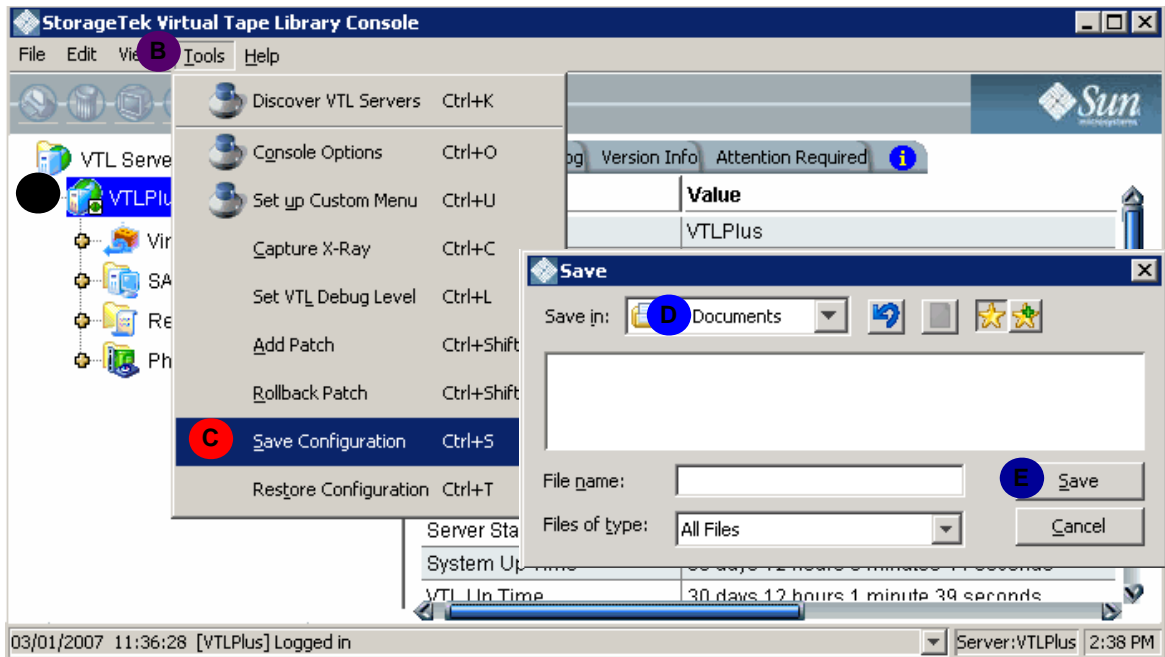 StorageTek Virtual Tape Library Console
File Edit B Tools Help
Sun
microsystems
Discover VTL Servers Ctrl+K
Console Options Ctrl+O
Set up Custom Menu Ctrl+U
Capture X-Ray Ctrl+C
Set VTL Debug Level Ctrl+L
Add Patch Ctrl+Shift
Rollback Patch Ctrl+Shift
C Save Configuration Ctrl+S
Restore Configuration Ctrl+T
VTL Serve
VTLPlu
Vir
SA
Re
Ph
og Version Info Attention Required i
Value
VTLPlus
Save
Save in: D Documents
File name: E Save
Files of type: All Files Cancel
Server Sta
System Up
VTL Up Time 30 days 12 hours 1 minute 39 seconds
03/01/2007 11:36:28 [VTLPlus] Logged in Server:VTLPlus 2:38 PM